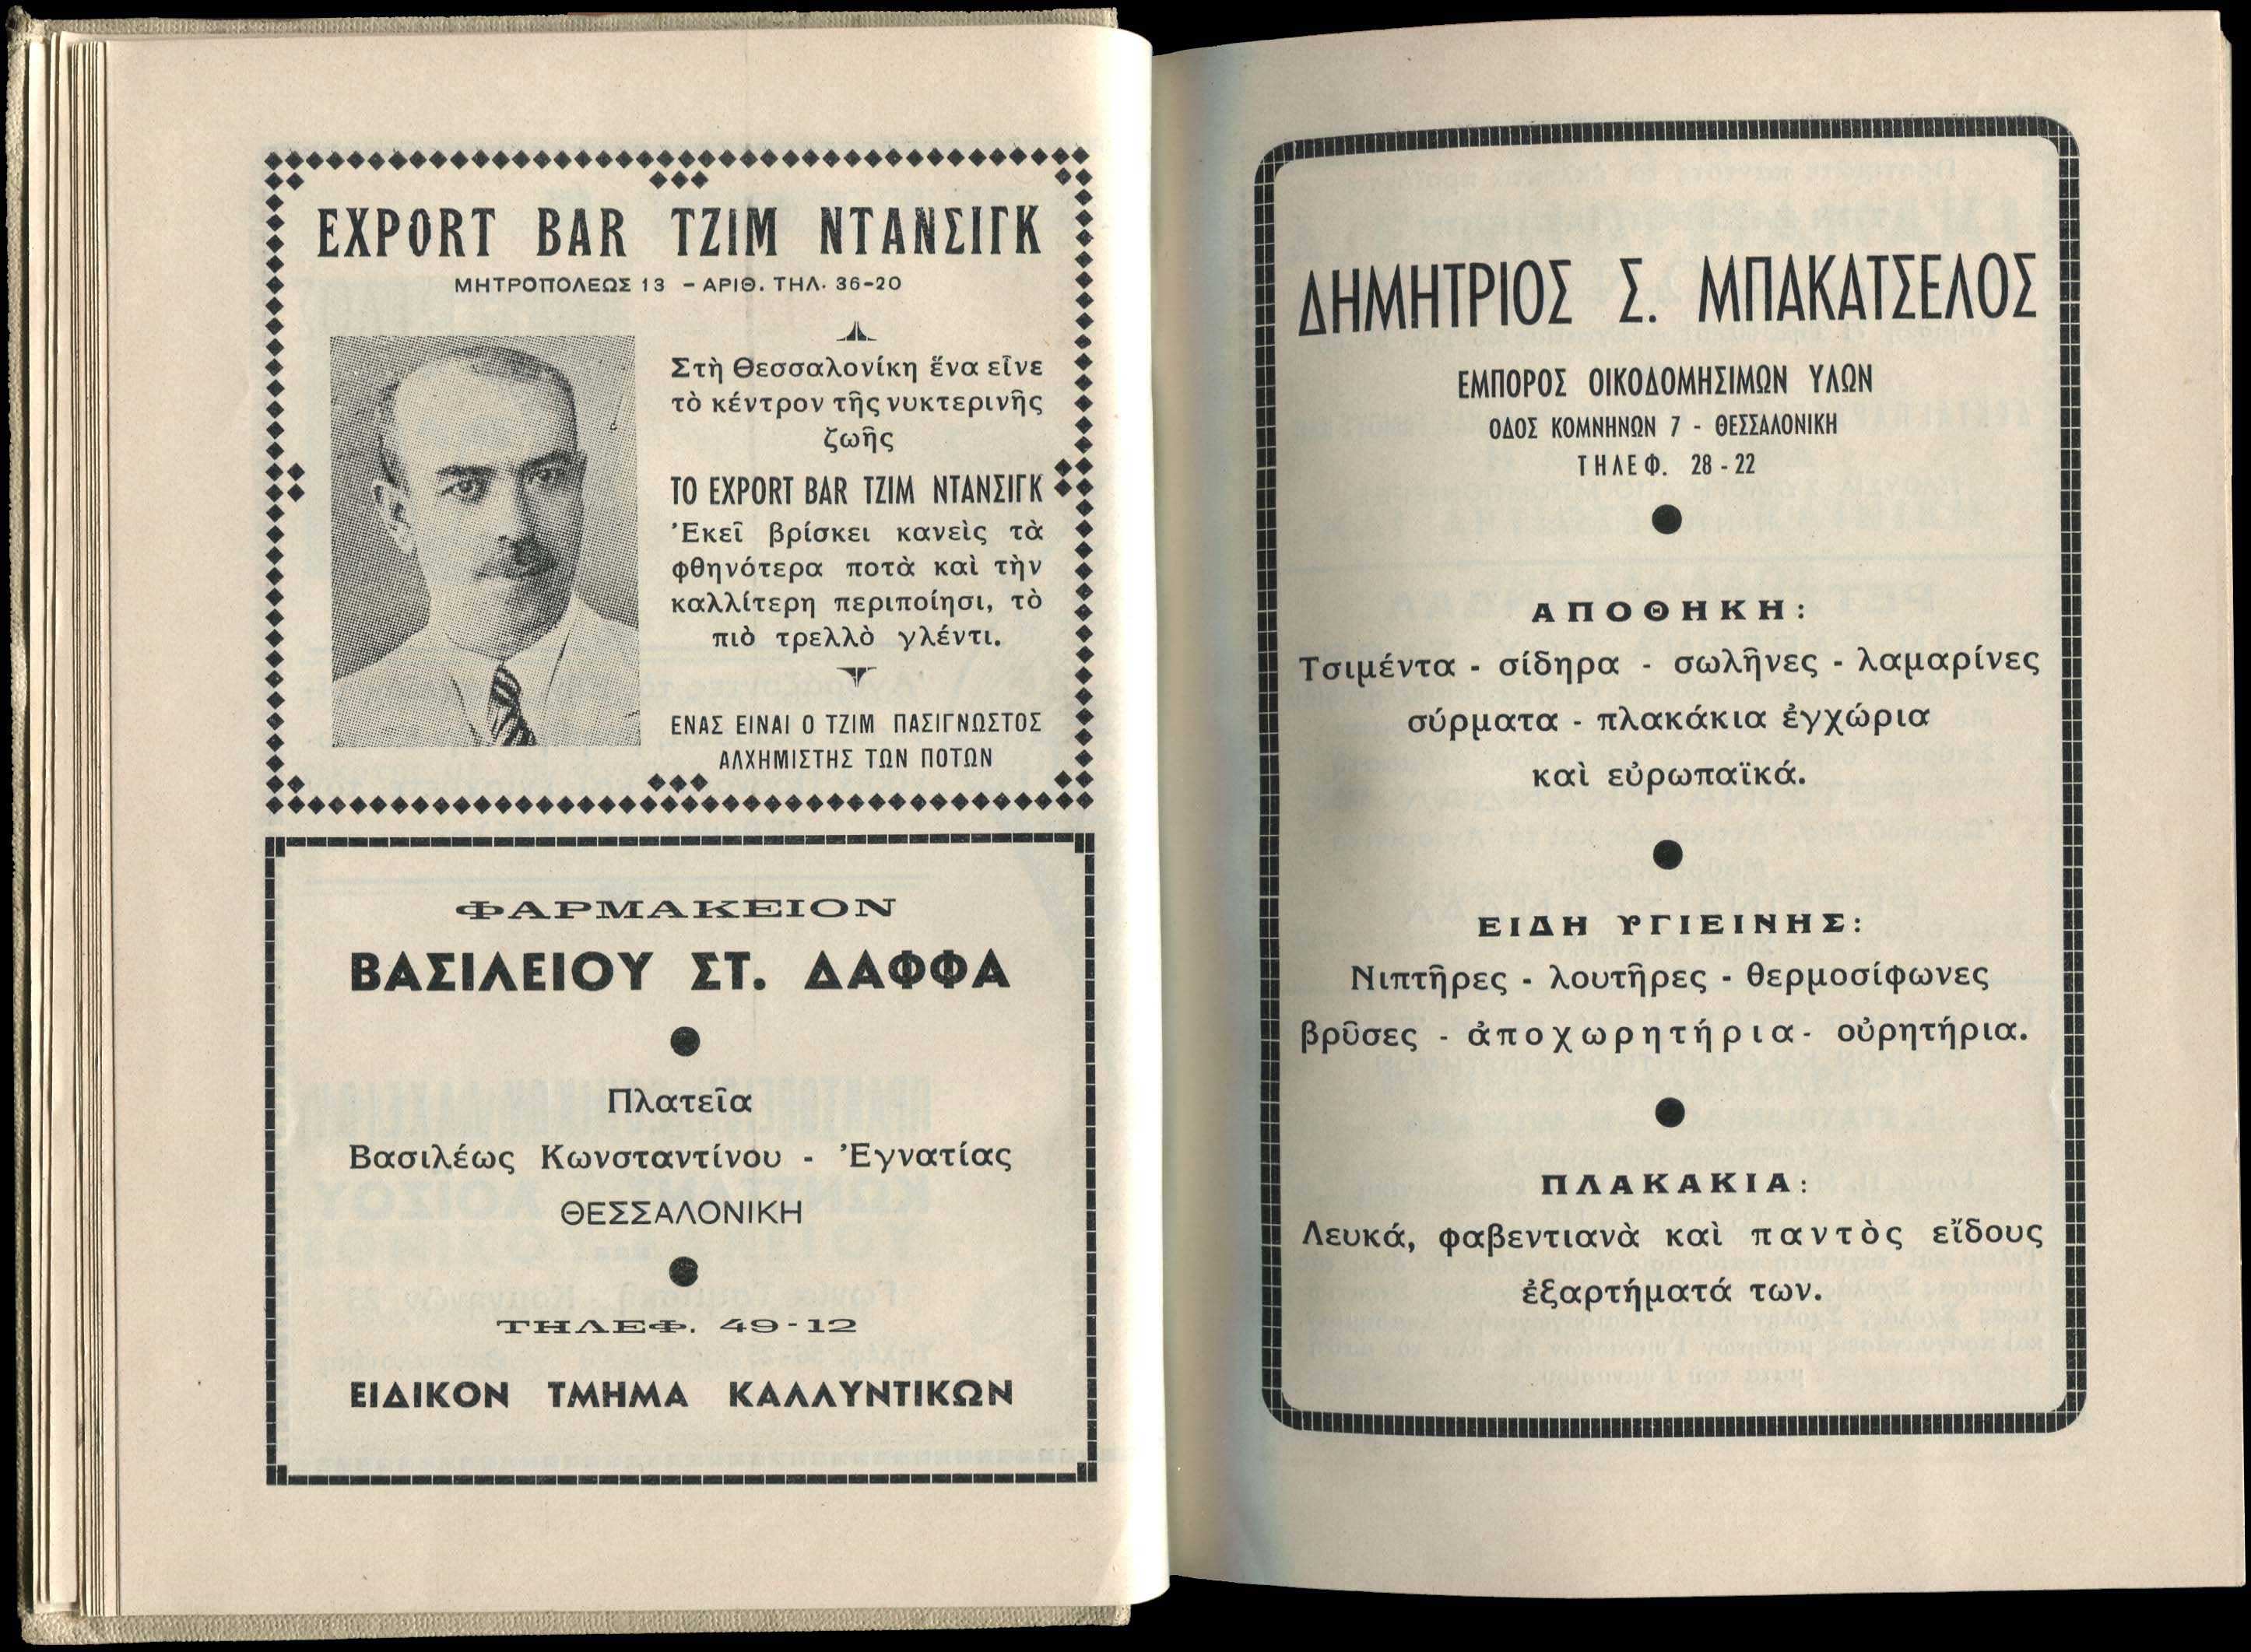 EXPORT BAR ΤΖΙΜ ΝΤΑΝΣΙΓΚ
ΜΗΤΡΟΠΟΛΕΩΣ 13 - ΑΡΙΘ. ΤΗΛ. 36-20
Στὴ Θεσσαλονίκη ἕνα εἶνε
τὸ κέντρον τῆς νυκτερινῆς
ζωῆς
ΤΟ EXPORT BAR ΤΖΙΜ ΝΤΑΝΣΙΓΚ
Ἐκεῖ βρίσκει κανεὶς τὰ
φθηνότερα ποτὰ καὶ τὴν
καλλίτερη περιποίησι, τὸ
πιὸ τρελλὸ γλέντι.
ΕΝΑΣ ΕΙΝΑΙ Ο ΤΖΙΜ ΠΑΣΙΓΝΩΣΤΟΣ
ΑΛΧΗΜΙΣΤΗΣ ΤΩΝ ΠΟΤΩΝ
ΦΑΡΜΑΚΕΙΟΝ
ΒΑΣΙΛΕΙΟΥ ΣΤ. ΔΑΦΦΑ
Πλατεῖα
Βασιλέως Κωνσταντίνου - Ἐγνατίας
ΘΕΣΣΑΛΟΝΙΚΗ
ΤΗΛΕΦ. 49-12
ΕΙΔΙΚΟΝ ΤΜΗΜΑ ΚΑΛΛΥΝΤΙΚΩΝ
ΔΗΜΗΤΡΙΟΣ Σ. ΜΠΑΚΑΤΣΕΛΟΣ
ΕΜΠΟΡΟΣ ΟΙΚΟΔΟΜΗΣΙΜΩΝ ΥΛΩΝ
ΟΔΟΣ ΚΟΜΝΗΝΩΝ 7 - ΘΕΣΣΑΛΟΝΙΚΗ
ΤΗΛΕΦ. 28-22
ΑΠΟΘΗΚΗ:
Τσιμέντα - σίδηρα - σωλῆνες - λαμαρίνες
σύρματα - πλακάκια ἐγχώρια
καὶ εὐρωπαϊκά.
ΕΙΔΗ ΥΓΙΕΙΝΗΣ:
Νιπτῆρες - λουτῆρες - θερμοσίφωνες
βρῦσες - ἀποχωρητήρια- οὐρητήρια.
ΠΛΑΚΑΚΙΑ:
Λευκά, φαβεντιανὰ καὶ παντὸς εἴδους
ἐξαρτήματά των.